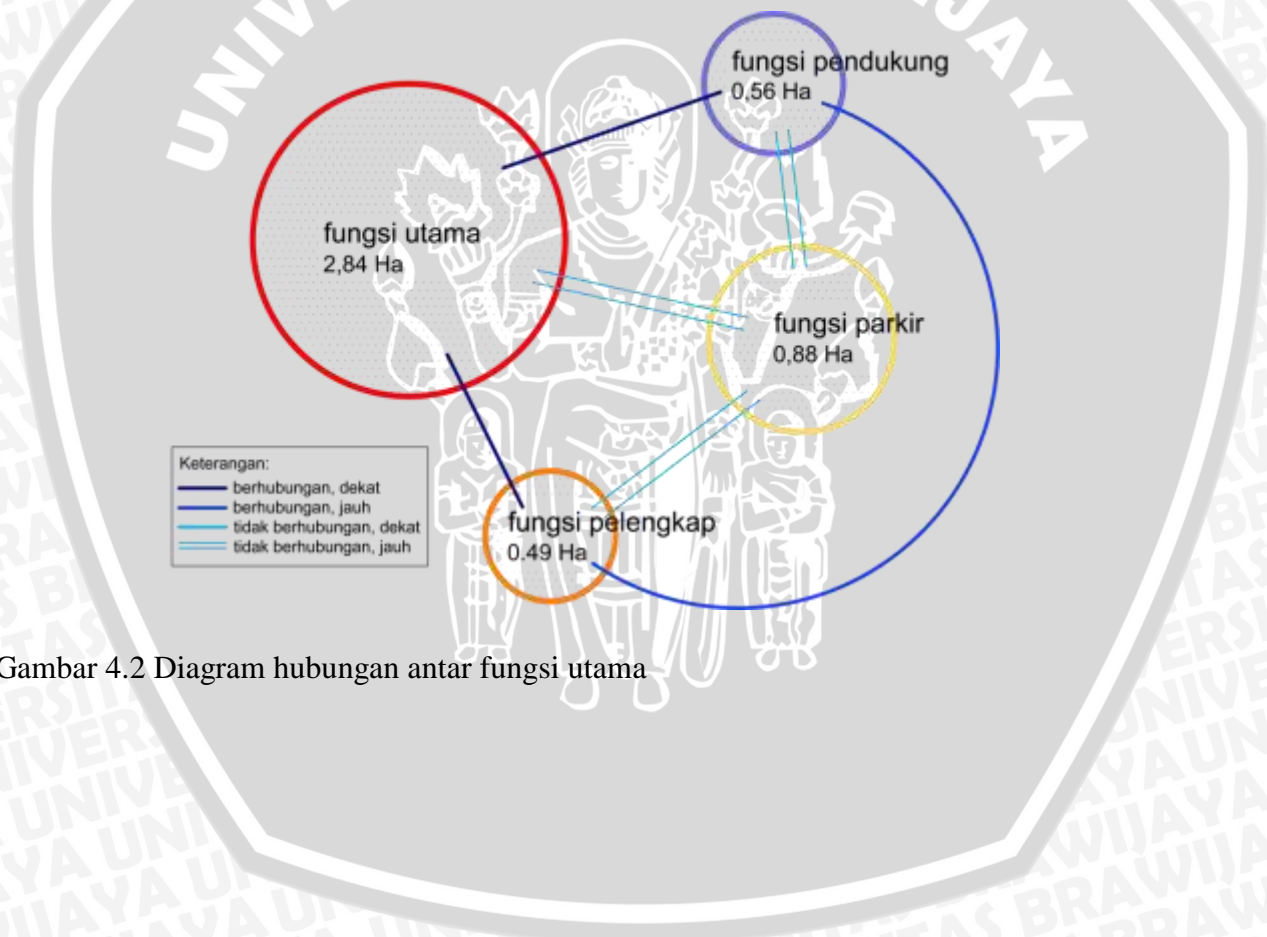 fungsi pendukung
0,56 Ha
fungsi utama
2,84 Ha
fungsi parkir
0,88 Ha
fungsi pelengkap
0.49 Ha
Keterangan:
berhubungan, dekat
berhubungan, jauh
tidak berhubungan, dekat
tidak berhubungan, jauh
Gambar 4.2 Diagram hubungan antar fungsi utama